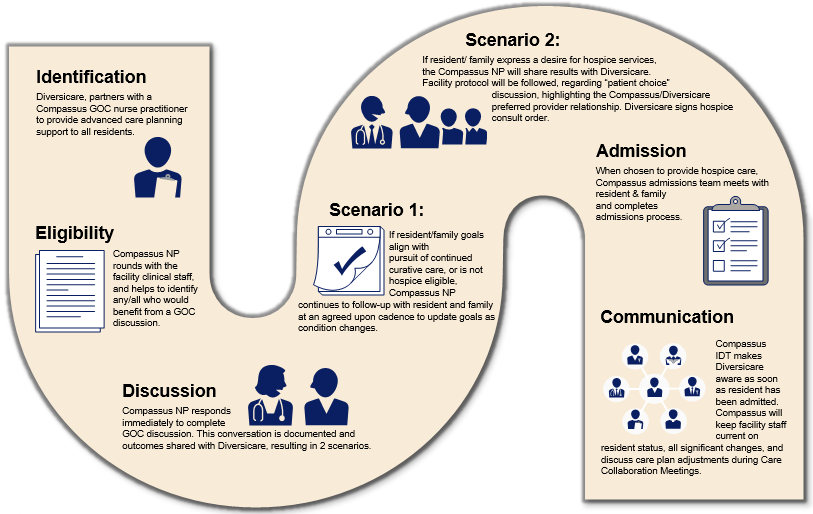 Identification
Diversicare, partners with a
Compassus GOC nurse practitioner
to provide advanced care planning
support to all residents.
Eligibility
Compassus NP
rounds with the
facility clinical staff,
and helps to identify
any/all who would
benefit from a GOC
discussion.
Discussion
Compassus NP responds
immediately to complete
GOC discussion. This conversation is documented and
outcomes shared with Diversicare, resulting in 2 scenarios.
Scenario 1:
If resident/family goals
align with
pursuit of continued
curative care, or is not
hospice eligible,
Compassus NP
continues to follow-up with resident and family
at an agreed upon cadence to update goals as
condition changes.
Scenario 2:
If resident/ family express a desire for hospice services,
the Compassus NP will share results with Diversicare.
Facility protocol will be followed, regarding "patient choice"
discussion, highlighting the Compassus/Diversicare
preferred provider relationship. Diversicare signs hospice
consult order.
Admission
When chosen to provide hospice care,
Compassus admissions team meets with
resident & family
and completes
admissions process.
Communication
Compassus
IDT makes
Diversicare
aware as soon
as resident has
been admitted.
Compassus will
keep facility staff
current on
resident status, all significant changes, and
discuss care plan adjustments during Care
Collaboration Meetings.